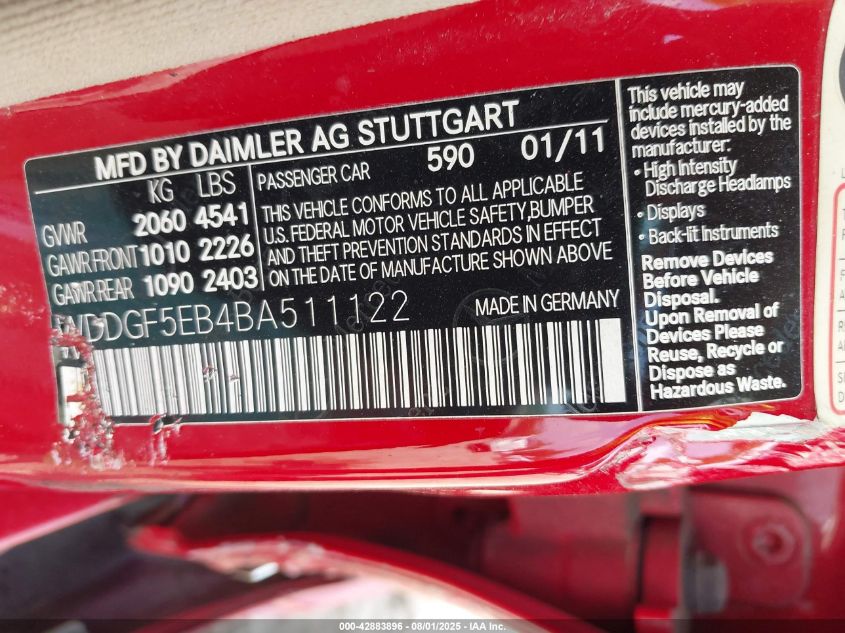 MFD BY DAIMLER AG STUTTGART
KG LBS
GVWR 2060 4541
GAWR FRONT 1010 2226
GAWR REAR 1090 2403
PASSENGER CAR 590 01/11
THIS VEHICLE CONFORMS TO ALL APPLICABLE
U.S. FEDERAL MOTOR VEHICLE SAFETY, BUMPER
AND THEFT PREVENTION STANDARDS IN EFFECT
ON THE DATE OF MANUFACTURE SHOWN ABOVE
WDDGF5EB4BA511122
MADE IN GERMANY
This vehicle may
include mercury-added
devices installed by the
manufacturer:
• High Intensity
Discharge Headlamps
• Displays
• Back-lit Instruments
Remove Devices
Before Vehicle
Disposal.
Upon Removal of
Devices Please
Reuse, Recycle or
Dispose as
Hazardous Waste.
000-42883896 - 08/01/2025 - IAA Inc.